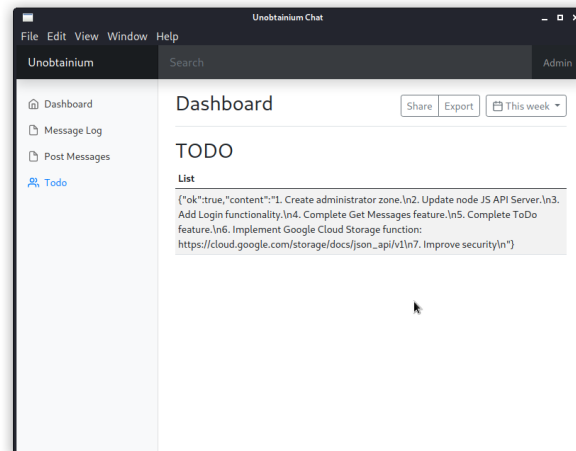 Unobtainium Chat
File Edit View Window Help
Unobtainium
Search
Admin
Dashboard
Message Log
Post Messages
Todo
Dashboard
Share
Export
This week
TODO
List
{"ok":true,"content":"1. Create administrator zone.\n2. Update node JS API Server.\n3.
Add Login functionality.\n4. Complete Get Messages feature.\n5. Complete ToDo
feature.\n6. Implement Google Cloud Storage function:
https://cloud.google.com/storage/docs/json_api/v1\n7. Improve security\n"}